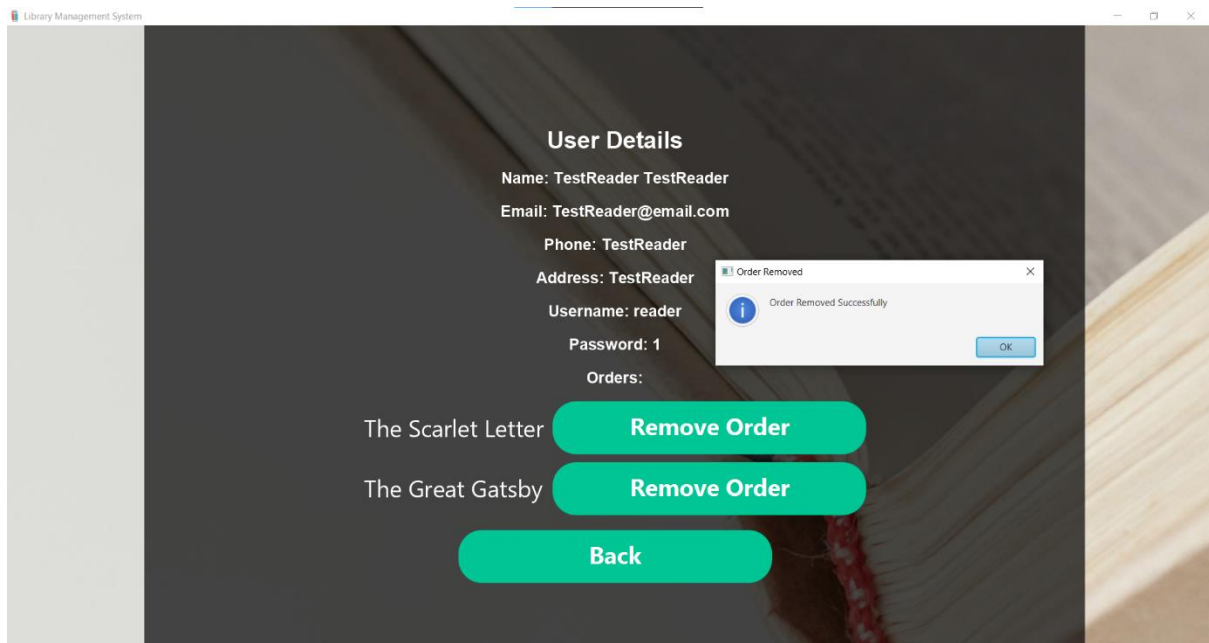 Library Management System
User Details
Name: TestReader TestReader
Email: TestReader@email.com
Phone: TestReader
Address: TestReader
Username: reader
Password: 1
Orders:
Order Removed
Order Removed Successfully
OK
The Scarlet Letter Remove Order
The Great Gatsby Remove Order
Back